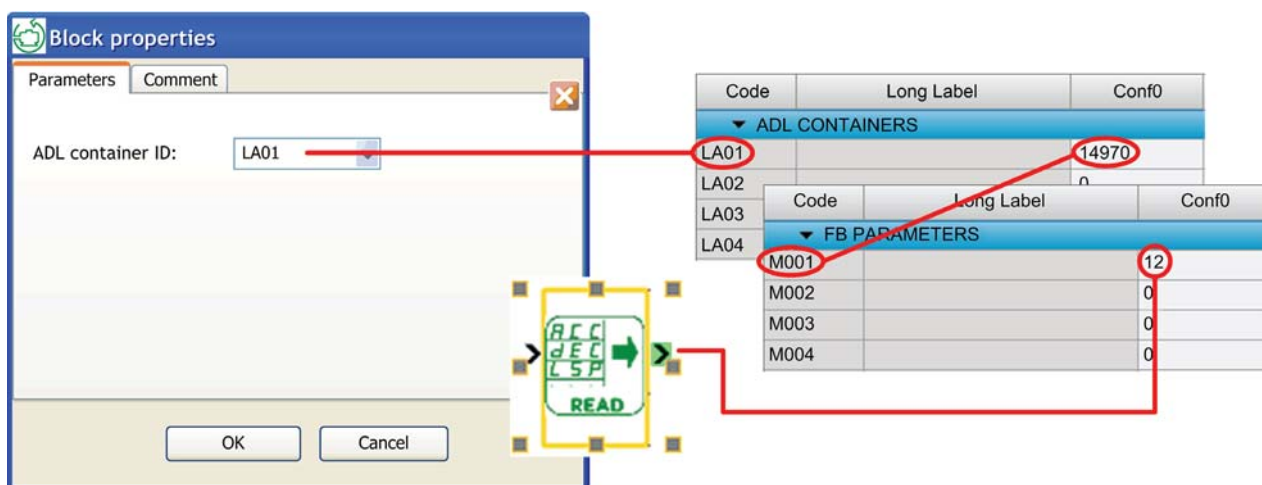 Block properties
Parameters Comment
ADL container ID: LA01
OK Cancel
Code Long Label Conf0
ADL CONTAINERS
LA01 14970
LA02 0
LA03
LA04
Code Long Label Conf0
FB PARAMETERS
M001 12
M002 0
M003 0
M004 0
ACC
dEC
LSP
READ